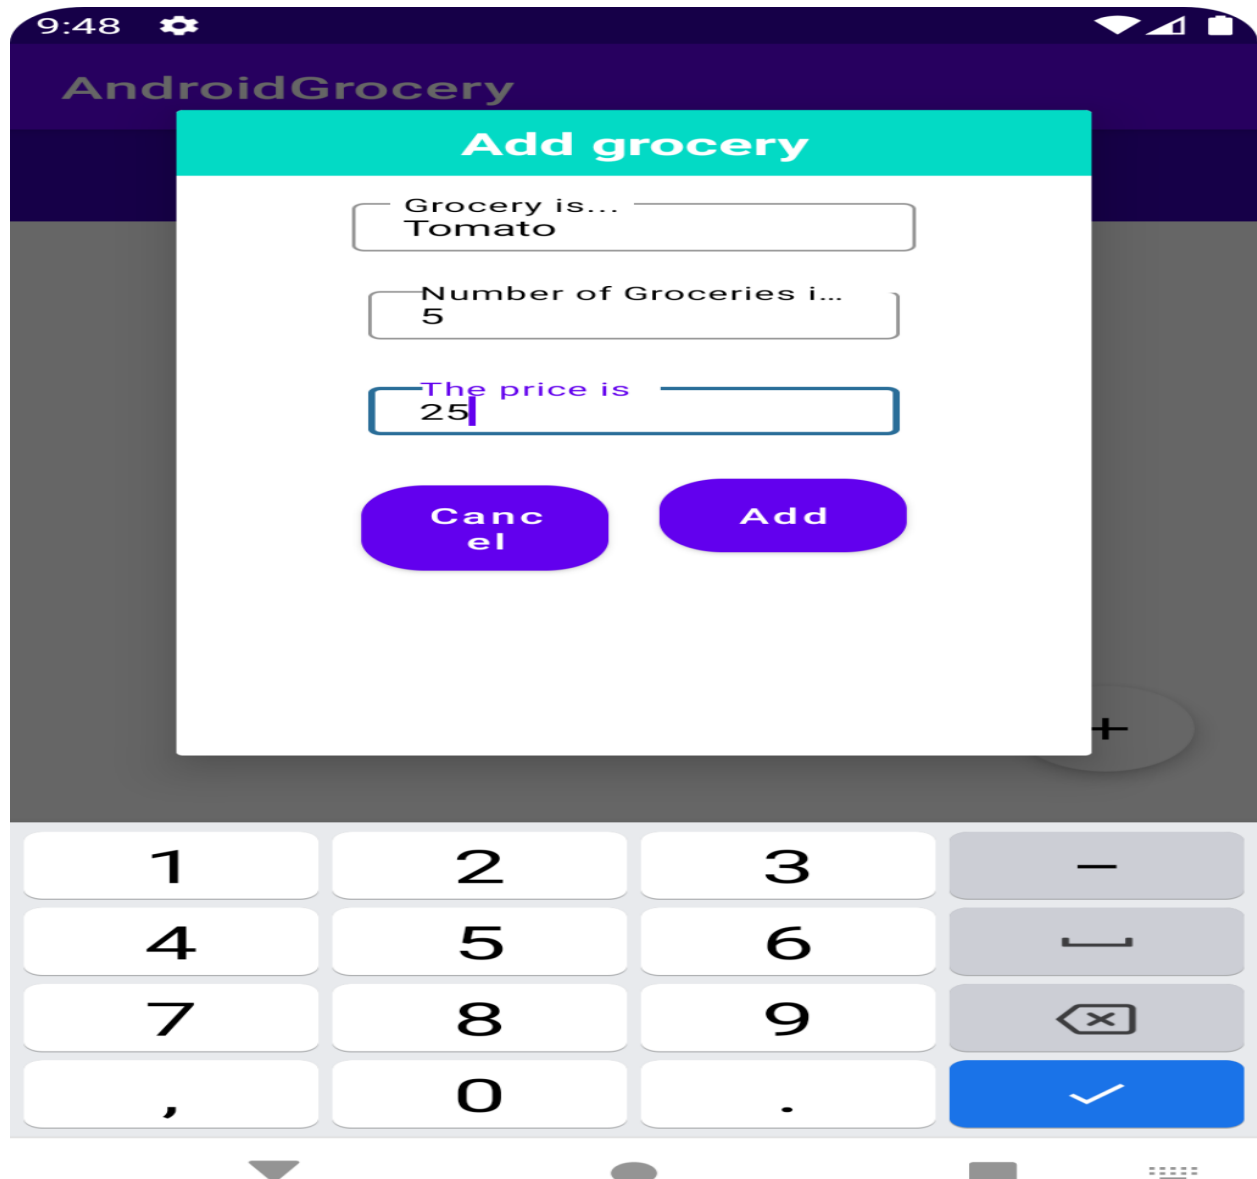 9:48
AndroidGrocery
Add grocery
Grocery is...
Tomato
Number of Groceries i...
5
The price is
25
Canc
el
Add
+
1 2 3 –
4 5 6
7 8 9
, 0 .